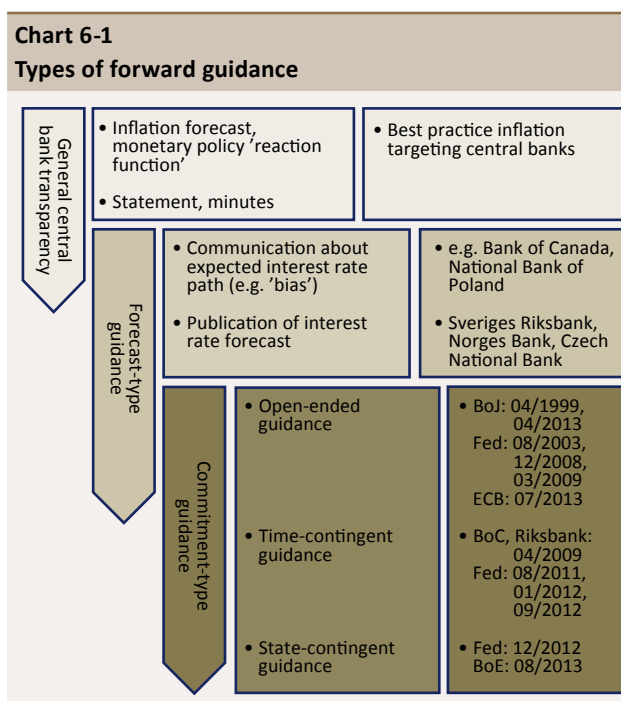 Chart 6-1
Types of forward guidance
General central
bank transparency
• Inflation forecast,
monetary policy 'reaction
function'
• Statement, minutes
• Best practice inflation
targeting central banks
Forecast-type
guidance
• Communication about
expected interest rate
path (e.g. 'bias')
• Publication of interest
rate forecast
• e.g. Bank of Canada,
National Bank of
Poland
• Sveriges Riksbank,
Norges Bank, Czech
National Bank
Commitment-type
guidance
• Open-ended
guidance
• BoJ: 04/1999,
04/2013
Fed: 08/2003,
12/2008,
03/2009
ECB: 07/2013
• Time-contingent
guidance
• BoC, Riksbank:
04/2009
Fed: 08/2011,
01/2012,
09/2012
• State-contingent
guidance
• Fed: 12/2012
BoE: 08/2013